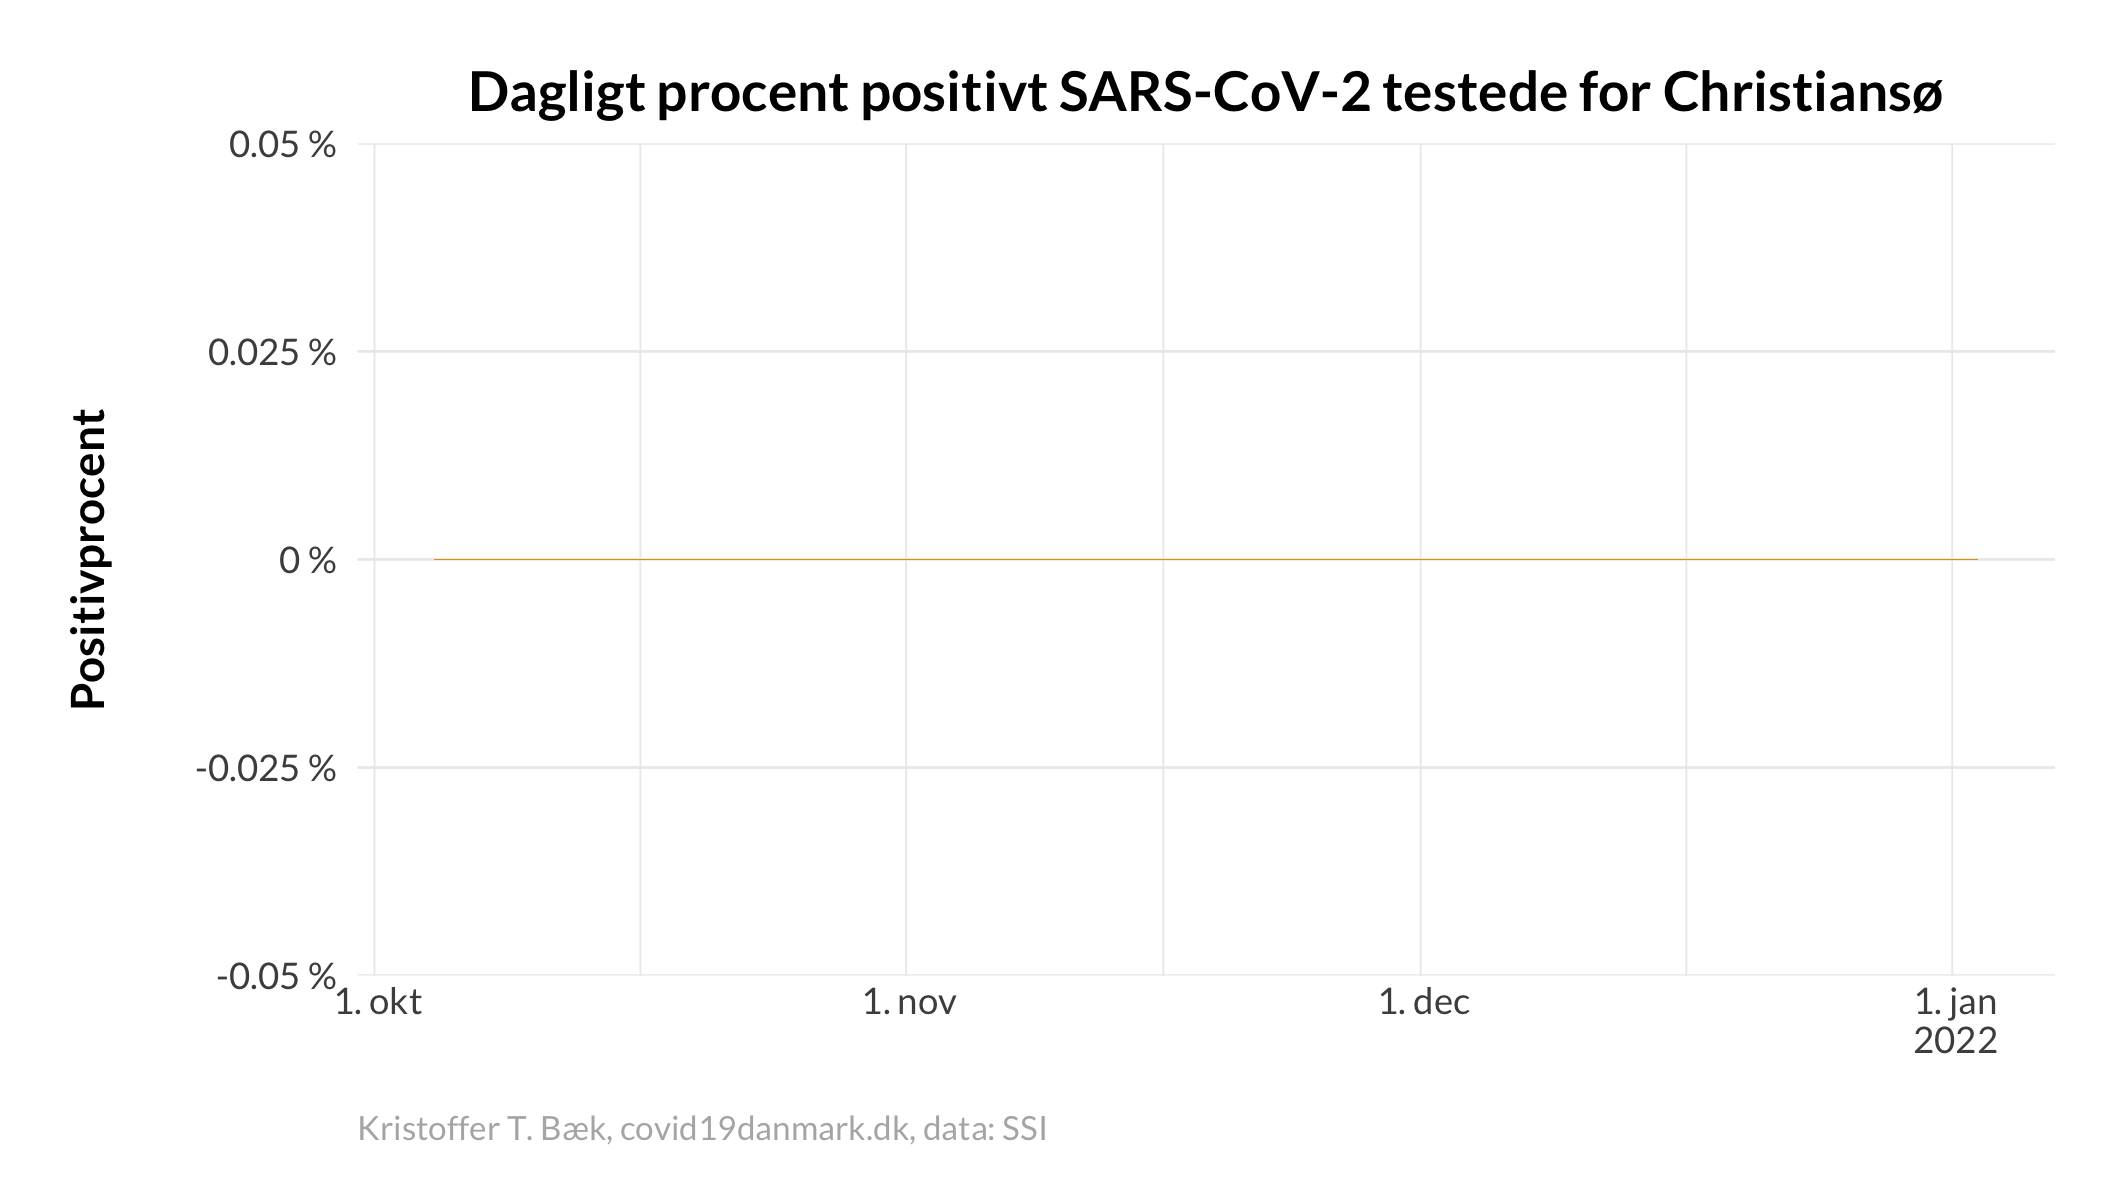 Dagligt procent positivt SARS-CoV-2 testede for Christiansø
Positivprocent
0.05 %
0.025 %
0 %
-0.025 %
-0.05 %
1. okt
1. nov
1. dec
1. jan
2022
Kristoffer T. Bæk, covid19danmark.dk, data: SSI